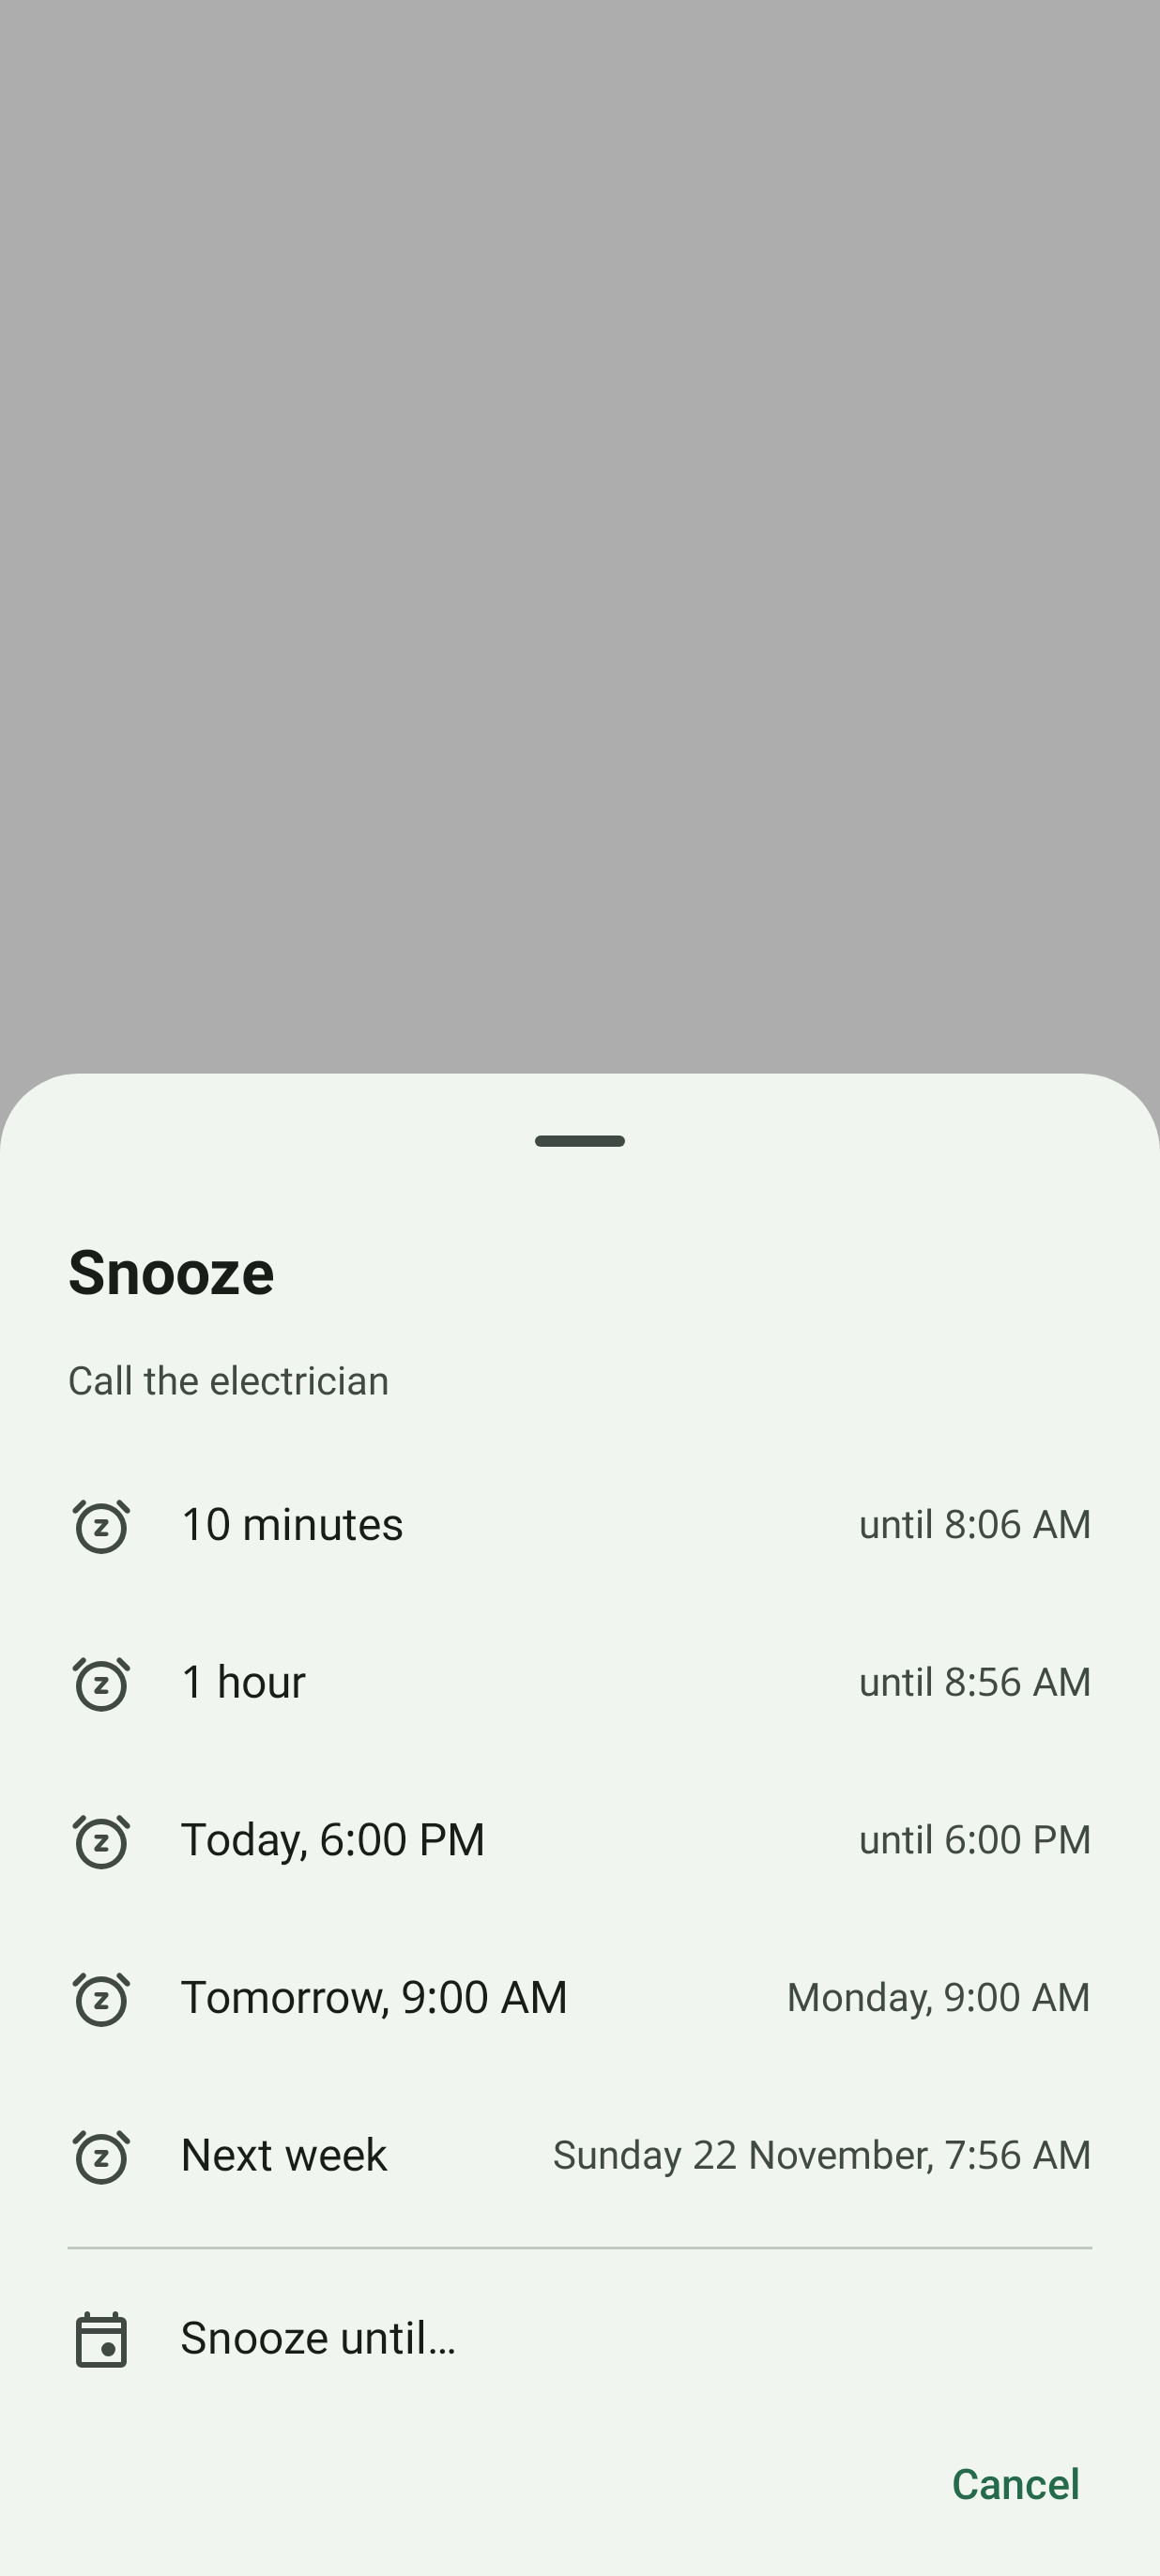 Snooze
Call the electrician
10 minutes until 8:06 AM
1 hour until 8:56 AM
Today, 6:00 PM until 6:00 PM
Tomorrow, 9:00 AM Monday, 9:00 AM
Next week Sunday 22 November, 7:56 AM
Snooze until…
Cancel